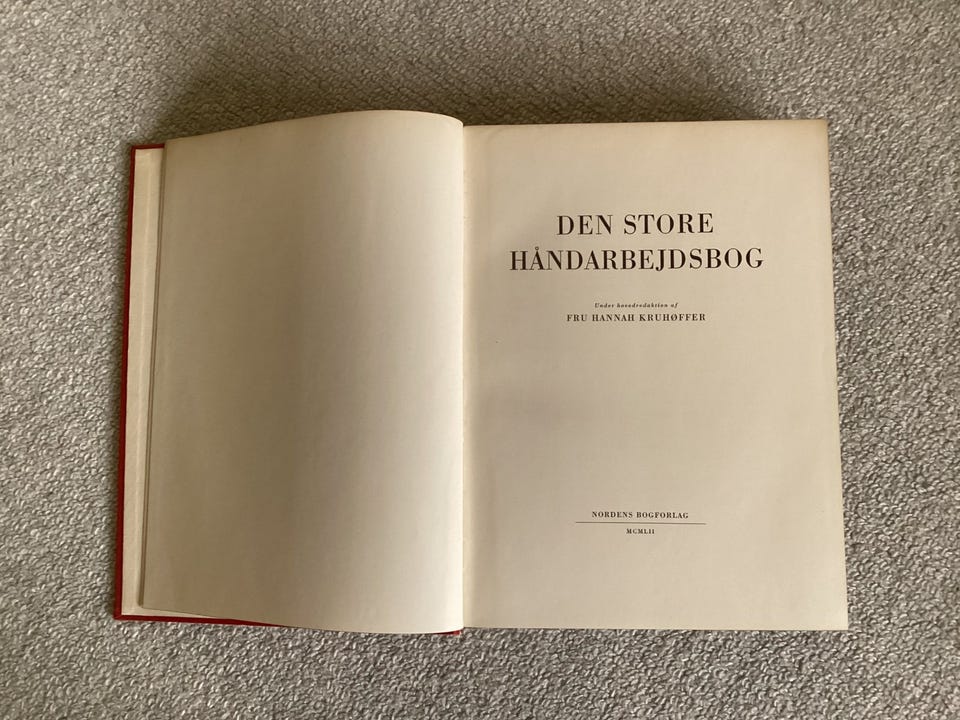 DEN STORE
HÅNDARBEJDSBOG
Under hovedredaktion af
FRU HANNAH KRUHØFFER
NORDENS BOGFORLAG
MCMLII